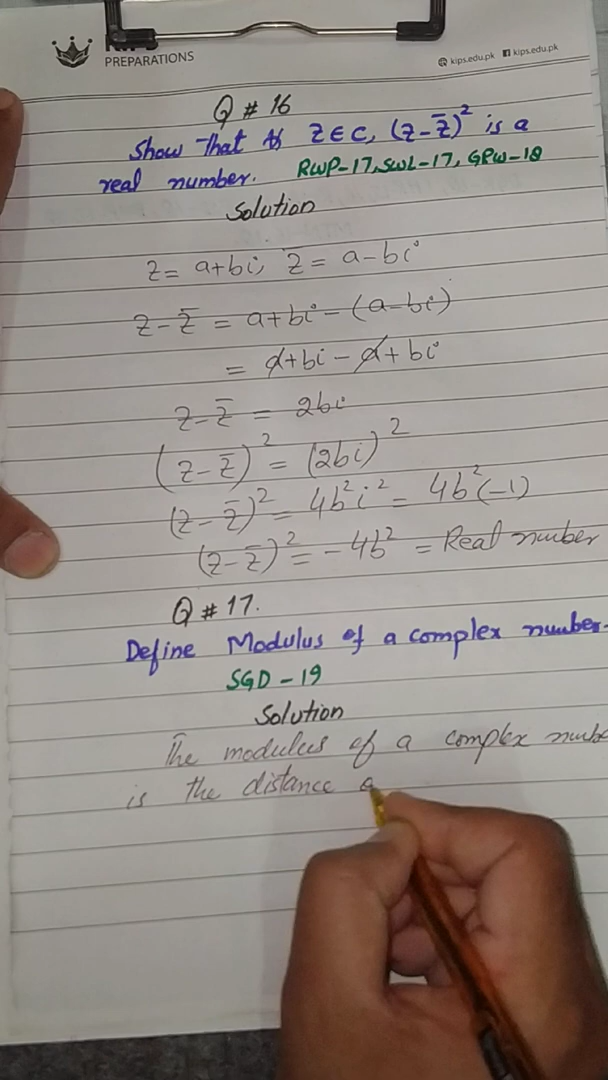 KIPS
PREPARATIONS
kips.edu.pk kips.edu.pk
Q # 16
Show That ∀ z ∈ C, (z-z̄)² is a
real number. RWP-17, SWL-17, GRW-18
Solution
z = a+bi, z̄ = a-bi
z-z̄ = a+bi-(a-bi)
= a+bi-a+bi
z-z̄ = 2bi
(z-z̄)² = (2bi)²
(z-z̄)² = 4b²i² = 4b²(-1)
(z-z̄)² = -4b² = Real number
Q # 17.
Define Modulus of a complex number.
SGD-19
Solution
The modulus of a complex numbe
is the distance